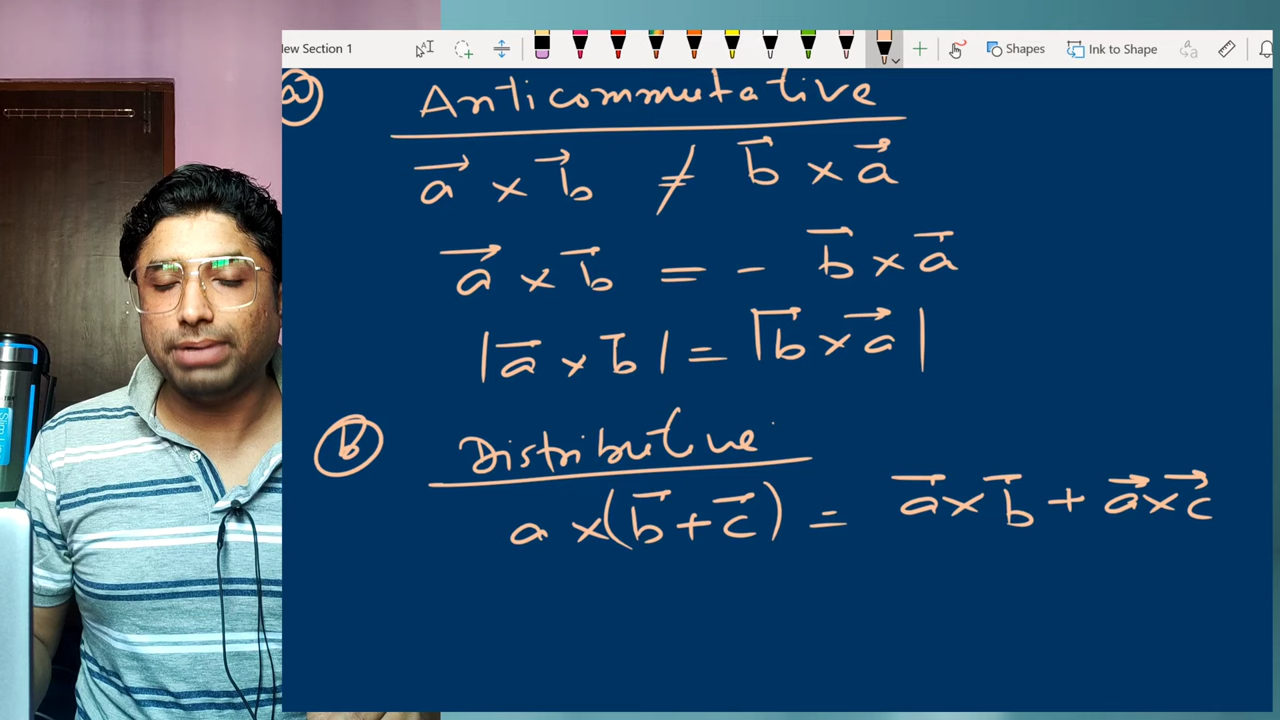 New Section 1 Shapes Ink to Shape
(a) Anticommutative
a⃗ × b⃗ ≠ b⃗ × a⃗
a⃗ × b⃗ = - b⃗ × a⃗
|a⃗ × b⃗| = |b⃗ × a⃗|
(b) Distributive
a × (b⃗ + c⃗) = a⃗ × b⃗ + a⃗ × c⃗